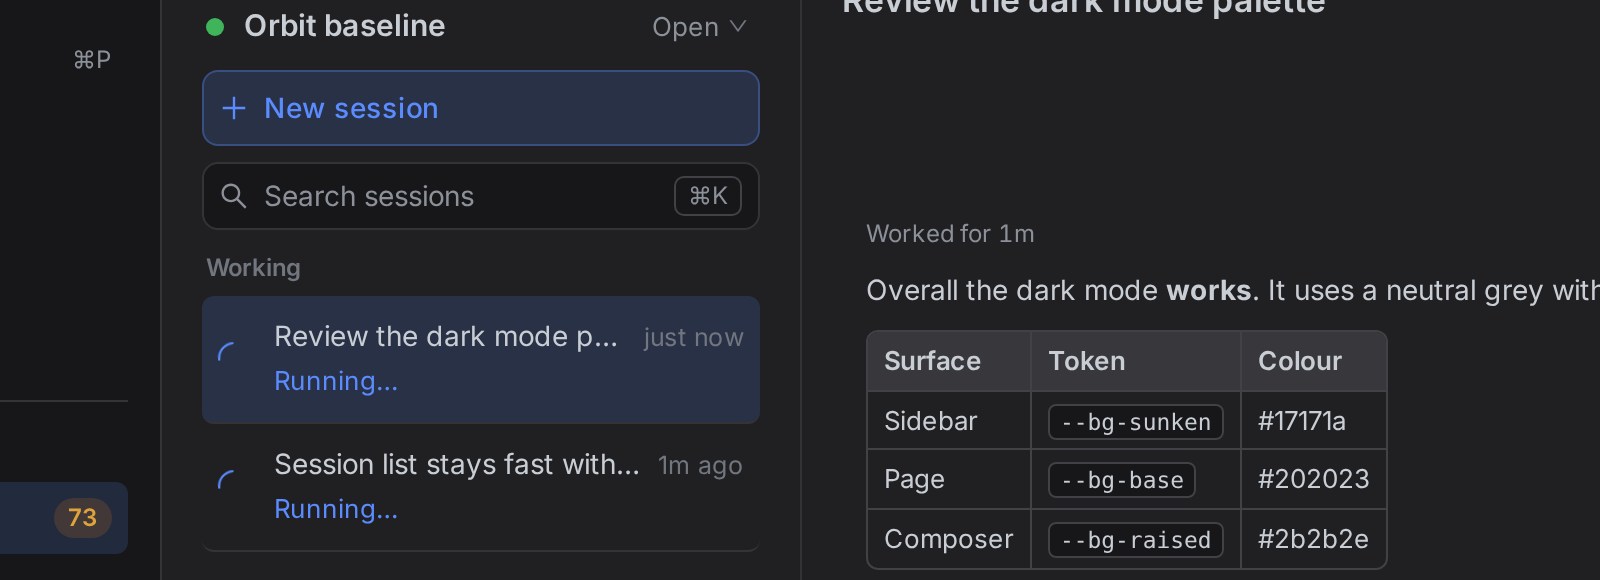 ⌘P
73
Orbit baseline
Open
New session
Search sessions
⌘K
Working
Review the dark mode p... just now
Running...
Session list stays fast with... 1m ago
Running...
Review the dark mode palette
Worked for 1m
Overall the dark mode works. It uses a neutral grey with
Surface Token Colour
Sidebar --bg-sunken #17171a
Page --bg-base #202023
Composer --bg-raised #2b2b2e